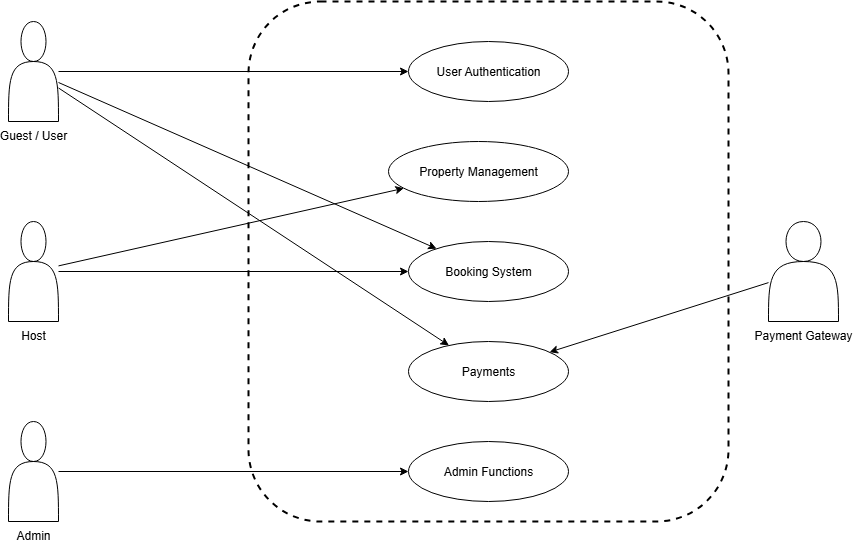 User Authentication
Guest / User
Property Management
Booking System
Host
Payment Gateway
Payments
Admin Functions
Admin